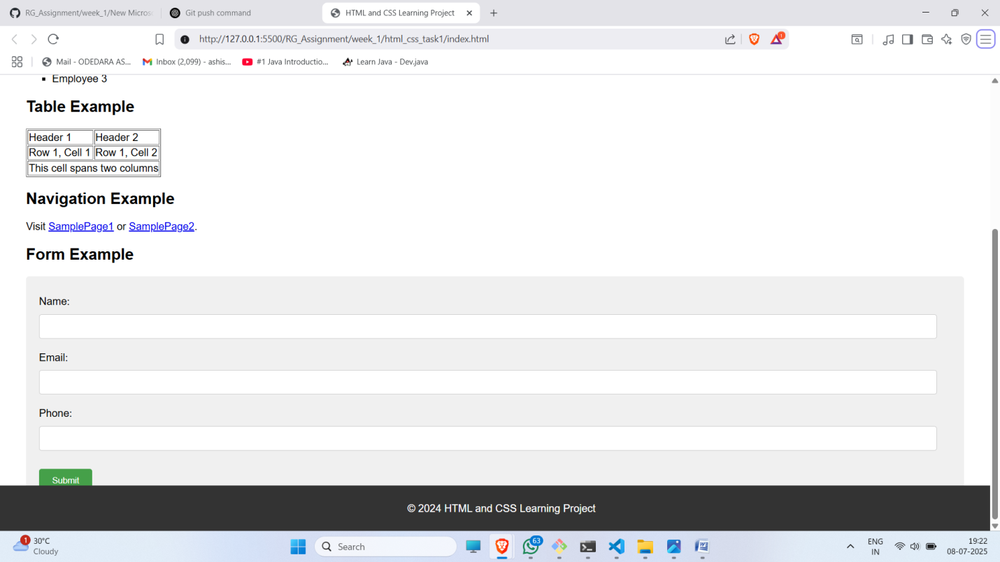 RG_Assignment/week_1/New Micros
Git push command
HTML and CSS Learning Project
http://127.0.0.1:5500/RG_Assignment/week_1/html_css_task1/index.html
1
Mail - ODEDARA AS...
Inbox (2,099) - ashis...
#1 Java Introductio...
Learn Java - Dev.java
Employee 3
Table Example
Header 1 Header 2
Row 1, Cell 1 Row 1, Cell 2
This cell spans two columns
Navigation Example
Visit SamplePage1 or SamplePage2.
Form Example
Name:
Email:
Phone:
Submit
© 2024 HTML and CSS Learning Project
1
30°C
Cloudy
Search
63
ENG
IN
19:22
08-07-2025